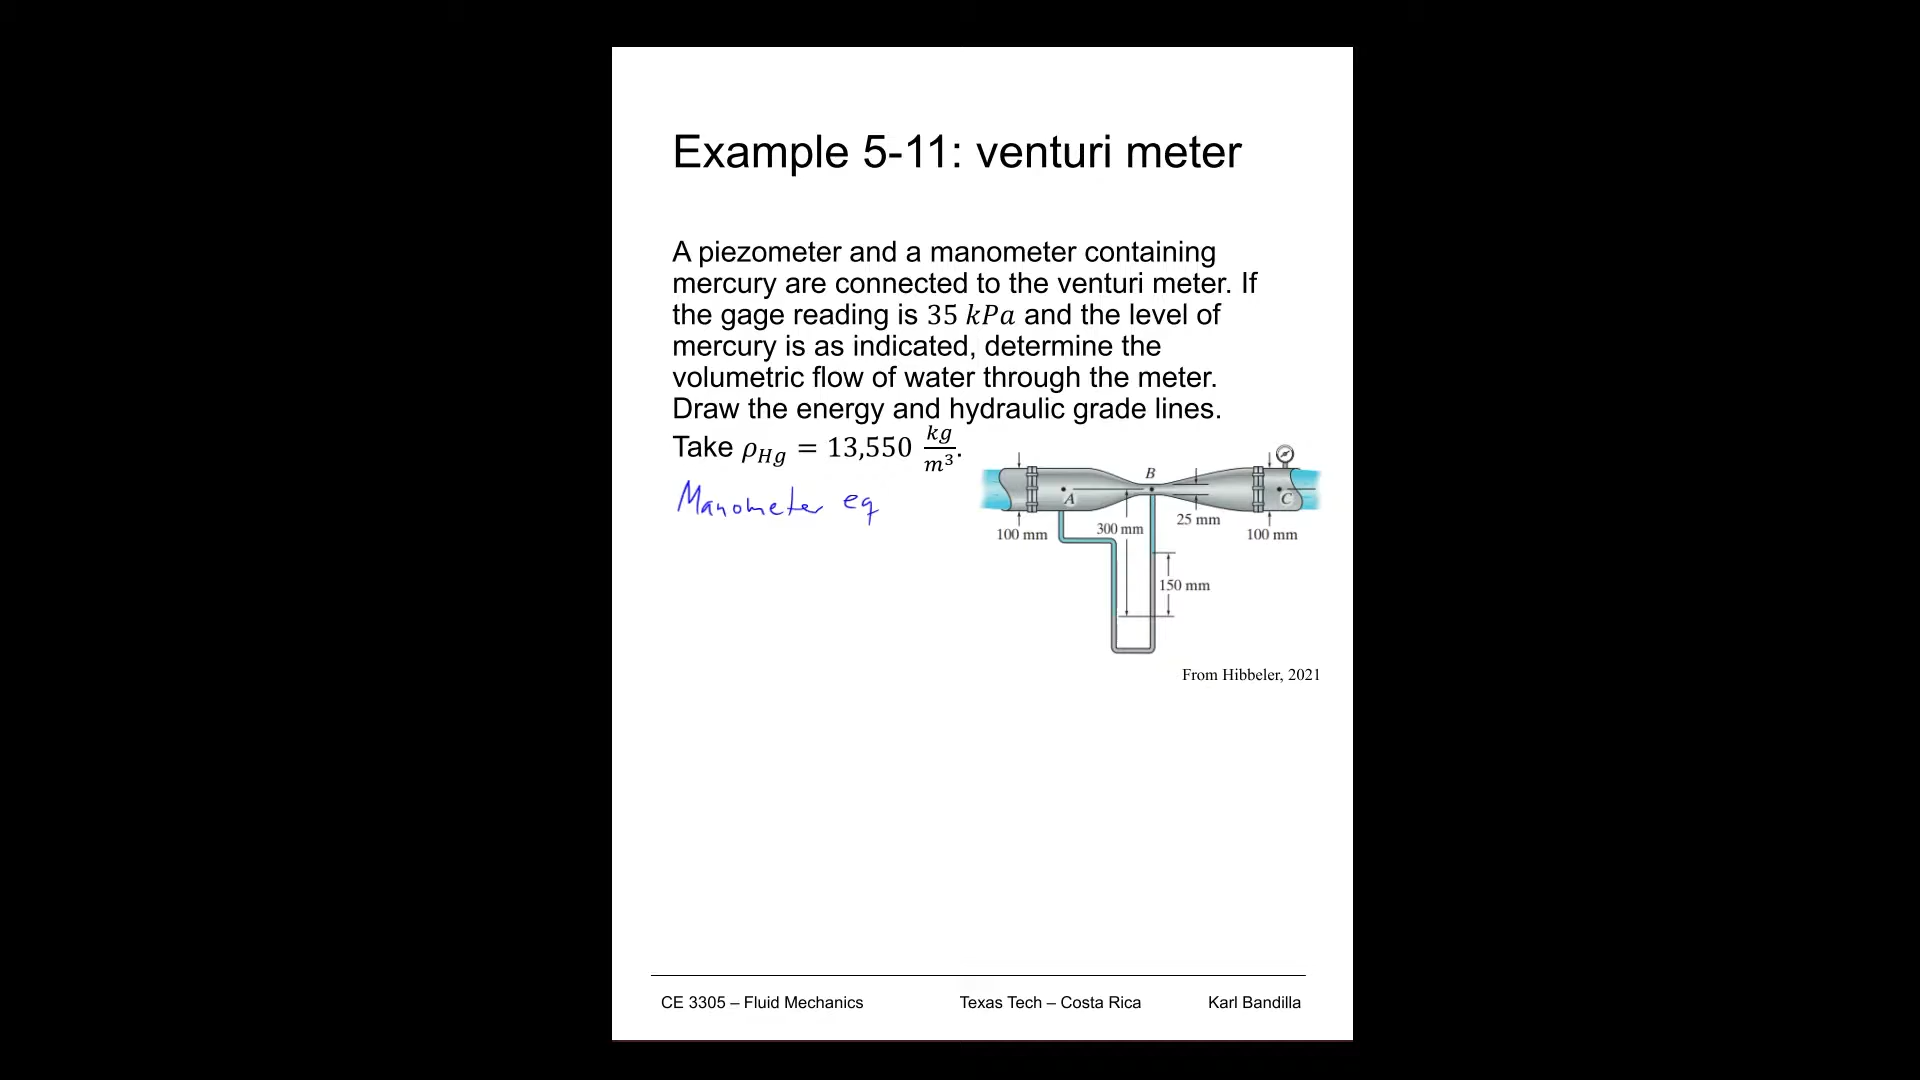 Example 5-11: venturi meter
A piezometer and a manometer containing
mercury are connected to the venturi meter. If
the gage reading is 35 kPa and the level of
mercury is as indicated, determine the
volumetric flow of water through the meter.
Draw the energy and hydraulic grade lines.
Take ρ_Hg = 13,550 kg/m³.
Manometer eq
A
B
C
100 mm
300 mm
25 mm
100 mm
150 mm
From Hibbeler, 2021
CE 3305 – Fluid Mechanics Texas Tech – Costa Rica Karl Bandilla